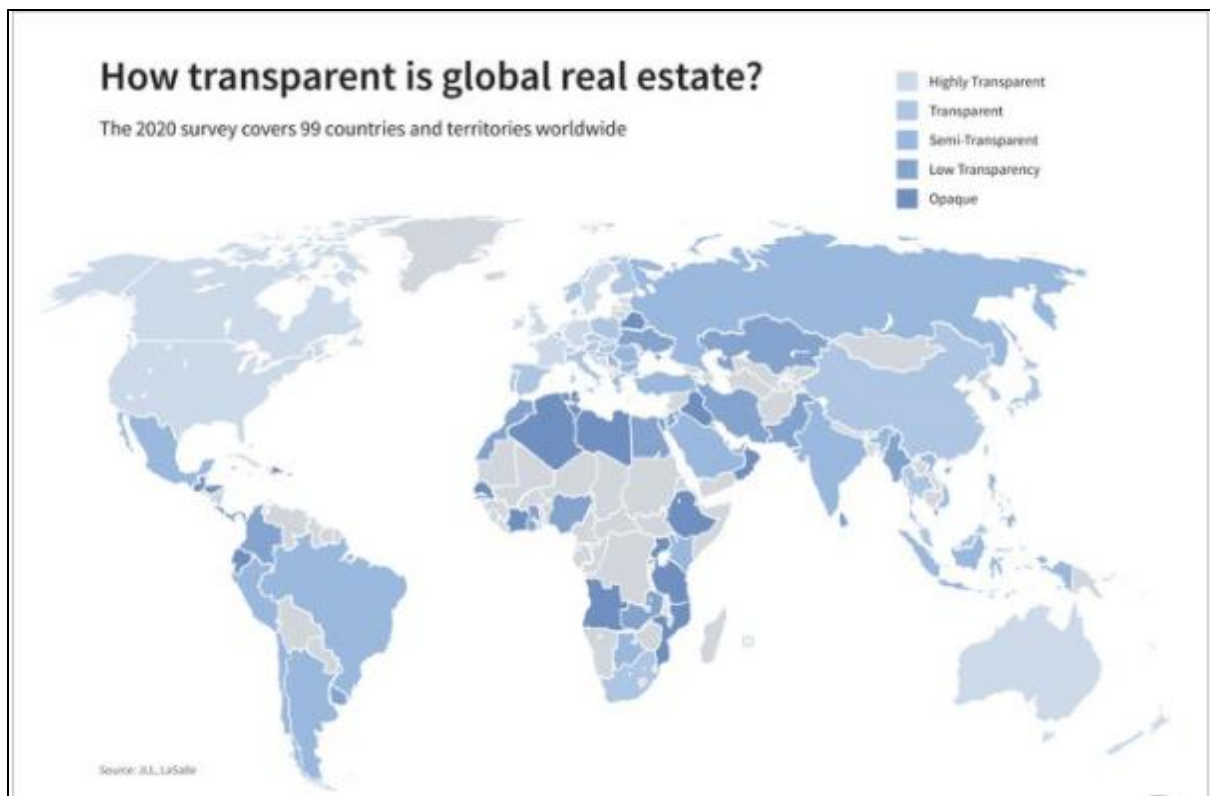 How transparent is global real estate?
The 2020 survey covers 99 countries and territories worldwide
Highly Transparent
Transparent
Semi-Transparent
Low Transparency
Opaque
Source: JLL, LaSalle